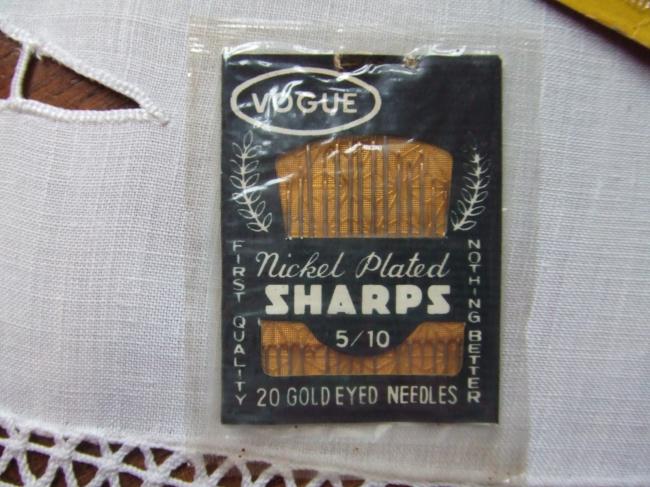 VOGUE
FIRST QUALITY
NOTHING BETTER
Nickel Plated
SHARPS
5/10
20 GOLD EYED NEEDLES